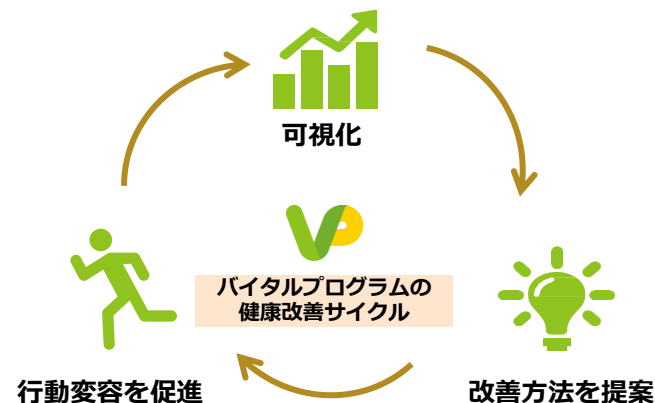 可視化
VP
バイタルプログラムの
健康改善サイクル
行動変容を促進
改善方法を提案